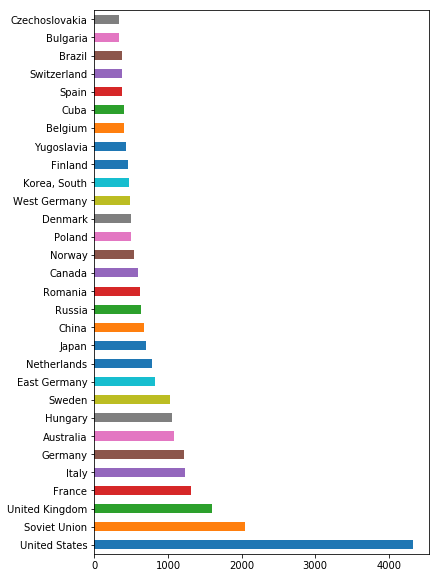 Czechoslovakia
Bulgaria
Brazil
Switzerland
Spain
Cuba
Belgium
Yugoslavia
Finland
Korea, South
West Germany
Denmark
Poland
Norway
Canada
Romania
Russia
China
Japan
Netherlands
East Germany
Sweden
Hungary
Australia
Germany
Italy
France
United Kingdom
Soviet Union
United States
0 1000 2000 3000 4000